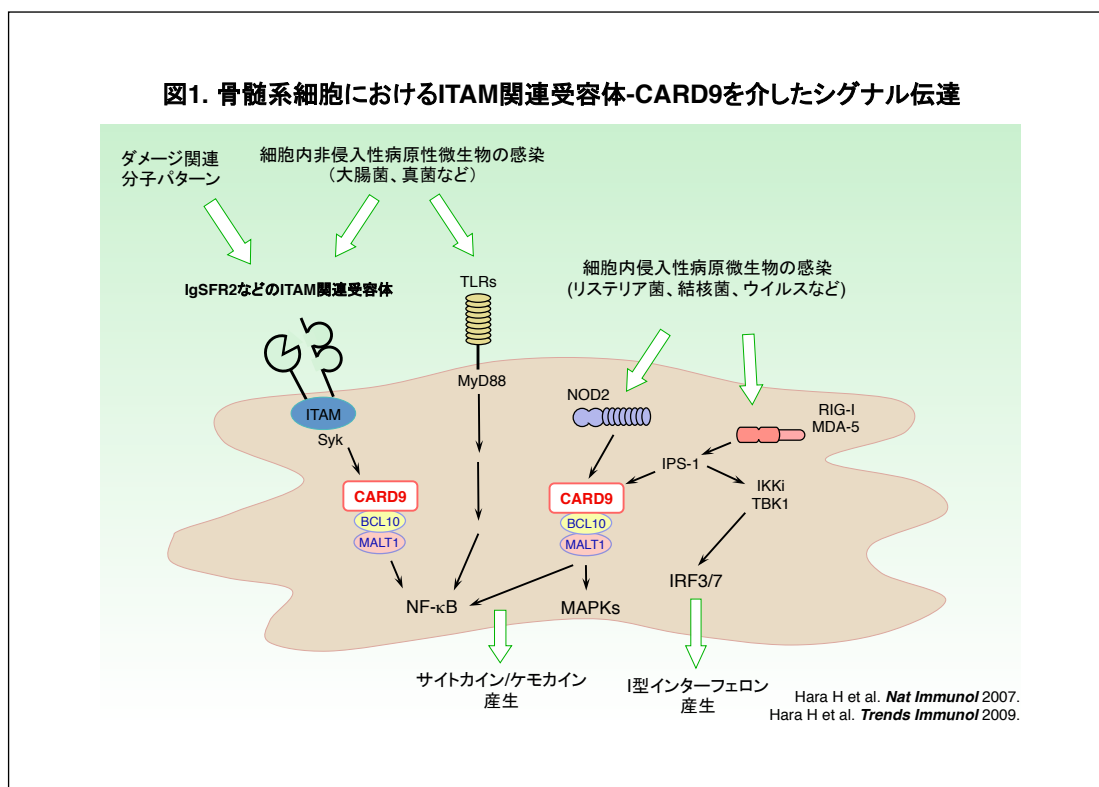 図1. 骨髄系細胞におけるITAM関連受容体-CARD9を介したシグナル伝達
ダメージ関連
分子パターン
細胞内非侵入性病原性微生物の感染
（大腸菌、真菌など）
IgSFR2などのITAM関連受容体
TLRs
細胞内侵入性病原微生物の感染
(リステリア菌、結核菌、ウイルスなど)
MyD88
NOD2
RIG-I
MDA-5
ITAM
Syk
IPS-1
IKKi
TBK1
CARD9
BCL10
MALT1
CARD9
BCL10
MALT1
NF-κB
MAPKs
IRF3/7
サイトカイン/ケモカイン
産生
I型インターフェロン
産生
Hara H et al. Nat Immunol 2007.
Hara H et al. Trends Immunol 2009.